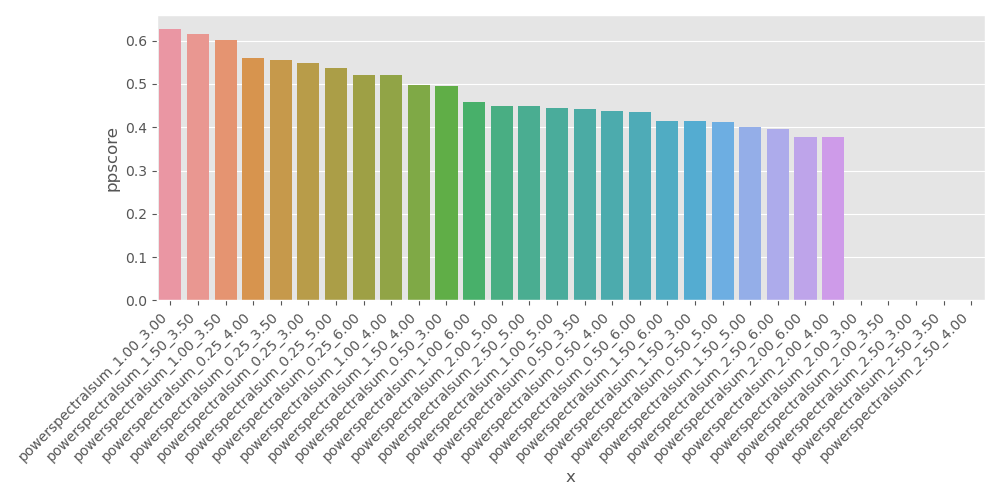 0.6
0.5
0.4
0.3
0.2
0.1
0.0
ppscore
powerspectralsum_1.00_3.00
powerspectralsum_1.50_3.50
powerspectralsum_1.00_3.50
powerspectralsum_0.25_4.00
powerspectralsum_0.25_3.50
powerspectralsum_0.25_3.00
powerspectralsum_0.25_5.00
powerspectralsum_0.25_6.00
powerspectralsum_1.00_4.00
powerspectralsum_1.50_4.00
powerspectralsum_0.50_3.00
powerspectralsum_1.00_6.00
powerspectralsum_2.00_5.00
powerspectralsum_2.50_5.00
powerspectralsum_1.00_5.00
powerspectralsum_0.50_3.50
powerspectralsum_0.50_4.00
powerspectralsum_0.50_6.00
powerspectralsum_1.50_6.00
powerspectralsum_1.50_3.00
powerspectralsum_0.50_5.00
powerspectralsum_1.50_5.00
powerspectralsum_2.50_6.00
powerspectralsum_2.00_6.00
powerspectralsum_2.00_4.00
powerspectralsum_2.00_3.00
powerspectralsum_2.00_3.50
powerspectralsum_2.50_3.00
powerspectralsum_2.50_3.50
powerspectralsum_2.50_4.00
x